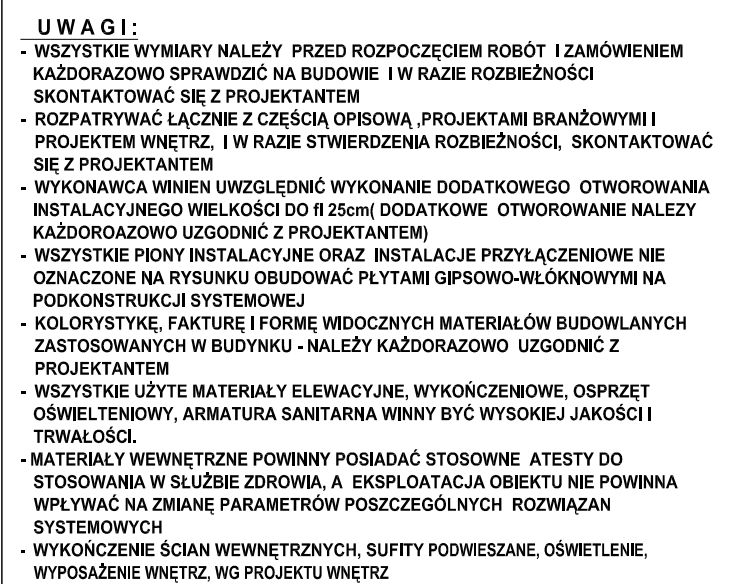 U W A G I :
- WSZYSTKIE WYMIARY NALEŻY PRZED ROZPOCZĘCIEM ROBÓT I ZAMÓWIENIEM
KAŻDORAZOWO SPRAWDZIĆ NA BUDOWIE I W RAZIE ROZBIEŻNOŚCI
SKONTAKTOWAĆ SIĘ Z PROJEKTANTEM
- ROZPATRYWAĆ ŁĄCZNIE Z CZĘŚCIĄ OPISOWĄ ,PROJEKTAMI BRANŻOWYMI I
PROJEKTEM WNĘTRZ, I W RAZIE STWIERDZENIA ROZBIEŻNOŚCI, SKONTAKTOWAĆ
SIĘ Z PROJEKTANTEM
- WYKONAWCA WINIEN UWZGLĘDNIĆ WYKONANIE DODATKOWEGO OTWOROWANIA
INSTALACYJNEGO WIELKOŚCI DO fI 25cm( DODATKOWE OTWOROWANIE NALEZY
KAŻDOROAZOWO UZGODNIĆ Z PROJEKTANTEM)
- WSZYSTKIE PIONY INSTALACYJNE ORAZ INSTALACJE PRZYŁĄCZENIOWE NIE
OZNACZONE NA RYSUNKU OBUDOWAĆ PŁYTAMI GIPSOWO-WŁÓKNOWYMI NA
PODKONSTRUKCJI SYSTEMOWEJ
- KOLORYSTYKĘ, FAKTURĘ I FORMĘ WIDOCZNYCH MATERIAŁÓW BUDOWLANYCH
ZASTOSOWANYCH W BUDYNKU - NALEŻY KAŻDORAZOWO UZGODNIĆ Z
PROJEKTANTEM
- WSZYSTKIE UŻYTE MATERIAŁY ELEWACYJNE, WYKOŃCZENIOWE, OSPRZĘT
OŚWIELTENIOWY, ARMATURA SANITARNA WINNY BYĆ WYSOKIEJ JAKOŚCI I
TRWAŁOŚCI.
- MATERIAŁY WEWNĘTRZNE POWINNY POSIADAĆ STOSOWNE ATESTY DO
STOSOWANIA W SŁUŻBIE ZDROWIA, A EKSPLOATACJA OBIEKTU NIE POWINNA
WPŁYWAĆ NA ZMIANĘ PARAMETRÓW POSZCZEGÓLNYCH ROZWIĄZAN
SYSTEMOWYCH
- WYKOŃCZENIE ŚCIAN WEWNĘTRZNYCH, SUFITY PODWIESZANE, OŚWIETLENIE,
WYPOSAŻENIE WNĘTRZ, WG PROJEKTU WNĘTRZ